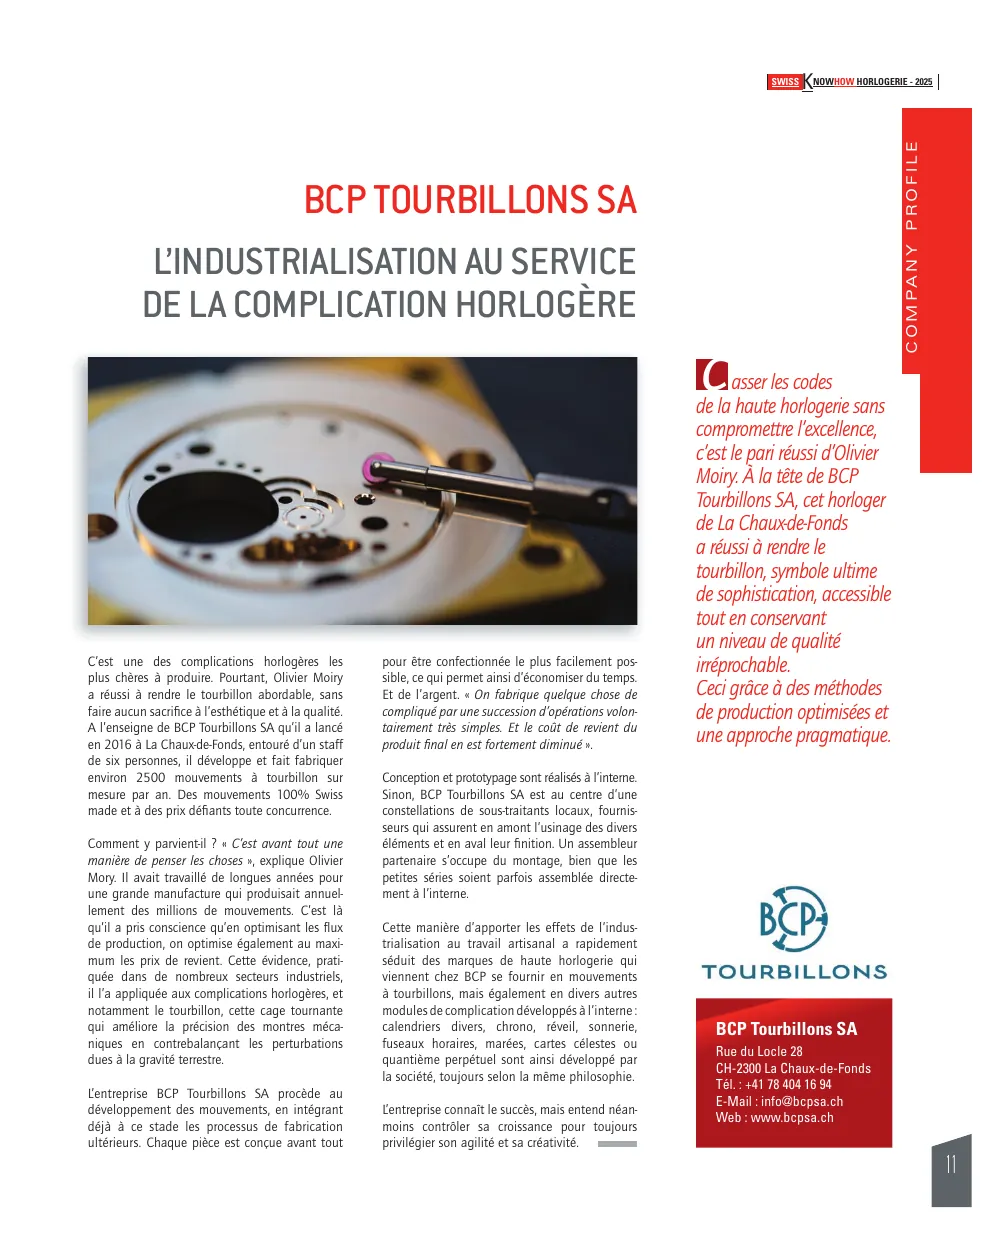 SWISS KNOWHOW HORLOGERIE - 2025
COMPANY PROFILE
BCP TOURBILLONS SA
L’INDUSTRIALISATION AU SERVICE
DE LA COMPLICATION HORLOGÈRE
Casser les codes
de la haute horlogerie sans
compromettre l’excellence,
c’est le pari réussi d’Olivier
Moiry. À la tête de BCP
Tourbillons SA, cet horloger
de La Chaux-de-Fonds
a réussi à rendre le
tourbillon, symbole ultime
de sophistication, accessible
tout en conservant
un niveau de qualité
irréprochable.
Ceci grâce à des méthodes
de production optimisées et
une approche pragmatique.
C’est une des complications horlogères les
plus chères à produire. Pourtant, Olivier Moiry
a réussi à rendre le tourbillon abordable, sans
faire aucun sacrifice à l’esthétique et à la qualité.
A l’enseigne de BCP Tourbillons SA qu’il a lancé
en 2016 à La Chaux-de-Fonds, entouré d’un staff
de six personnes, il développe et fait fabriquer
environ 2500 mouvements à tourbillon sur
mesure par an. Des mouvements 100% Swiss
made et à des prix défiants toute concurrence.
Comment y parvient-il ? « C’est avant tout une
manière de penser les choses », explique Olivier
Mory. Il avait travaillé de longues années pour
une grande manufacture qui produisait annuel-
lement des millions de mouvements. C’est là
qu’il a pris conscience qu’en optimisant les flux
de production, on optimise également au maxi-
mum les prix de revient. Cette évidence, prati-
quée dans de nombreux secteurs industriels,
il l’a appliquée aux complications horlogères, et
notamment le tourbillon, cette cage tournante
qui améliore la précision des montres méca-
niques en contrebalançant les perturbations
dues à la gravité terrestre.
L’entreprise BCP Tourbillons SA procède au
développement des mouvements, en intégrant
déjà à ce stade les processus de fabrication
ultérieurs. Chaque pièce est conçue avant tout
pour être confectionnée le plus facilement pos-
sible, ce qui permet ainsi d’économiser du temps.
Et de l’argent. « On fabrique quelque chose de
compliqué par une succession d’opérations volon-
tairement très simples. Et le coût de revient du
produit final en est fortement diminué ».
Conception et prototypage sont réalisés à l’interne.
Sinon, BCP Tourbillons SA est au centre d’une
constellations de sous-traitants locaux, fournis-
seurs qui assurent en amont l’usinage des divers
éléments et en aval leur finition. Un assembleur
partenaire s’occupe du montage, bien que les
petites séries soient parfois assemblée directe-
ment à l’interne.
Cette manière d’apporter les effets de l’indus-
trialisation au travail artisanal a rapidement
séduit des marques de haute horlogerie qui
viennent chez BCP se fournir en mouvements
à tourbillons, mais également en divers autres
modules de complication développés à l’interne :
calendriers divers, chrono, réveil, sonnerie,
fuseaux horaires, marées, cartes célestes ou
quantième perpétuel sont ainsi développé par
la société, toujours selon la même philosophie.
L’entreprise connaît le succès, mais entend néan-
moins contrôler sa croissance pour toujours
privilégier son agilité et sa créativité.
BCP
TOURBILLONS
BCP Tourbillons SA
Rue du Locle 28
CH-2300 La Chaux-de-Fonds
Tél. : +41 78 404 16 94
E-Mail : info@bcpsa.ch
Web : www.bcpsa.ch
11